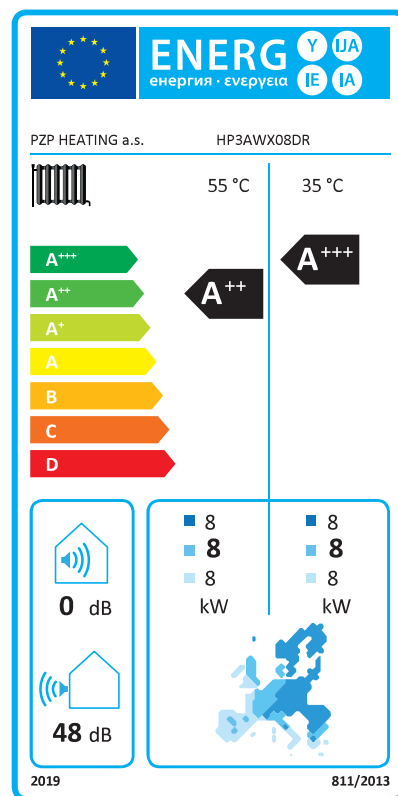 ENERG
енергия · ενεργεια
Y IJA
IE IA
PZP HEATING a.s. HP3AWX08DR
55 °C 35 °C
A+++
A++
A+
A
B
C
D
A++
A+++
8 8
8 8
8 8
kW kW
0 dB
48 dB
2019 811/2013